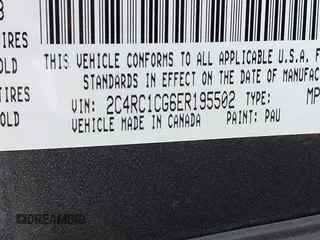 3
IRES
OLD
IRES
OLD
THIS VEHICLE CONFORMS TO ALL APPLICABLE U.S.A. F
STANDARDS IN EFFECT ON THE DATE OF MANUFAC
VIN: 2C4RC1CG6ER195502 TYPE: MP
VEHICLE MADE IN CANADA PAINT: PAU
DREAMBID